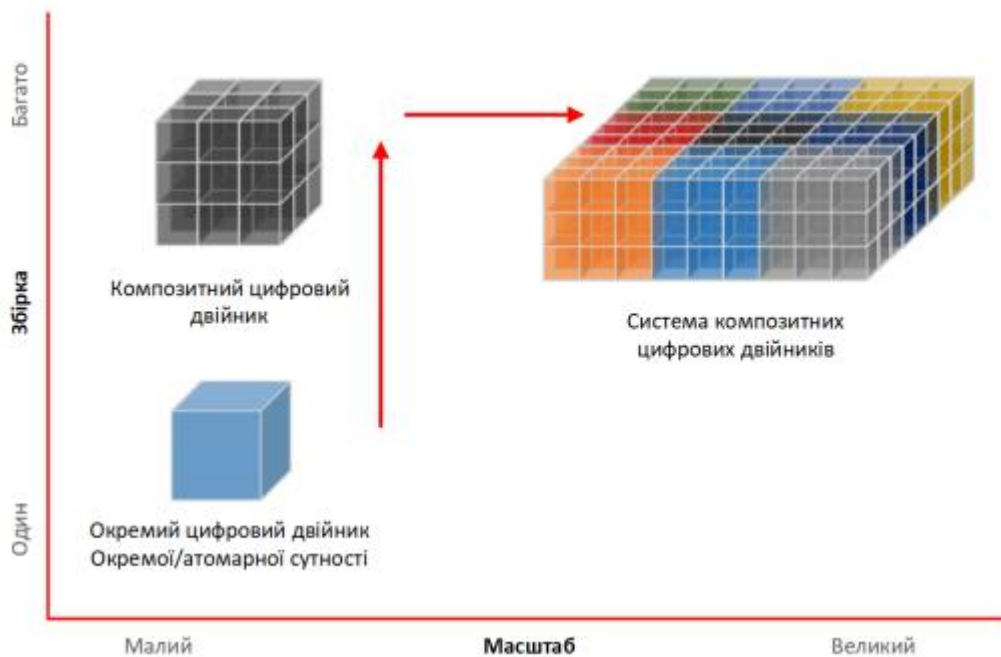 Багато
Збірка
Один
Композитний цифровий
двійник
Система композитних
цифрових двійників
Окремий цифровий двійник
Окремої/атомарної сутності
Малий
Масштаб
Великий